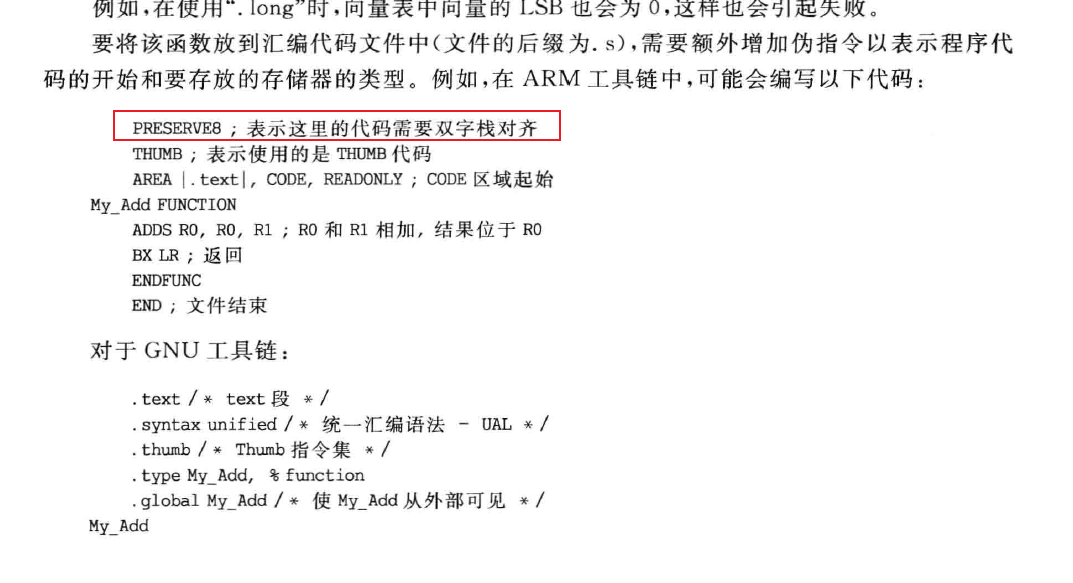 例如,在使用“.long”时,向量表中向量的 LSB 也会为 0,这样也会引起失败。
要将该函数放到汇编代码文件中(文件的后缀为.s),需要额外增加伪指令以表示程序代
码的开始和要存放的存储器的类型。例如,在 ARM 工具链中,可能会编写以下代码:
PRESERVE8 ; 表示这里的代码需要双字栈对齐
THUMB ; 表示使用的是 THUMB 代码
AREA |.text|, CODE, READONLY ; CODE 区域起始
My_Add FUNCTION
ADDS R0, R0, R1 ; R0 和 R1 相加, 结果位于 R0
BX LR ; 返回
ENDFUNC
END ; 文件结束
对于 GNU 工具链:
.text /* text 段 */
.syntax unified /* 统一汇编语法 - UAL */
.thumb /* Thumb 指令集 */
.type My_Add, %function
.global My_Add /* 使 My_Add 从外部可见 */
My_Add